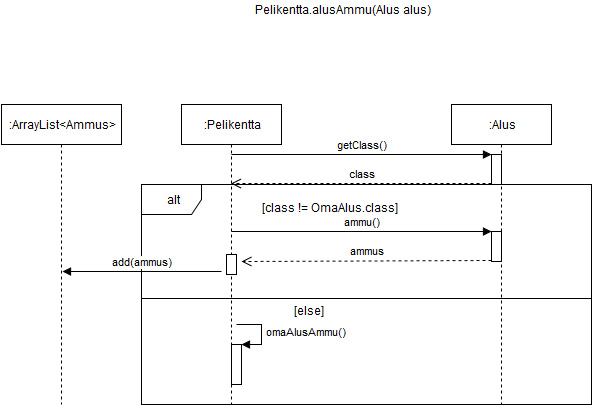 Pelikentta.alusAmmu(Alus alus)
:ArrayList<Ammus>
:Pelikentta
:Alus
getClass()
class
alt
[class != OmaAlus.class]
ammu()
ammus
add(ammus)
[else]
omaAlusAmmu()